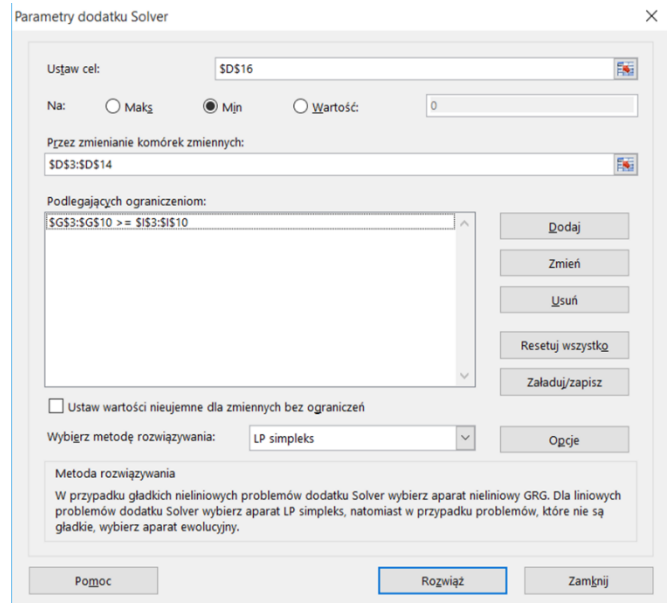 Parametry dodatku Solver
Ustaw cel:
$D$16
Na:
Maks
Min
Wartość:
0
Przez zmienianie komórek zmiennych:
$D$3:$D$14
Podlegających ograniczeniom:
$G$3:$G$10 >= $I$3:$I$10
Dodaj
Zmień
Usuń
Resetuj wszystko
Załaduj/zapisz
Ustaw wartości nieujemne dla zmiennych bez ograniczeń
Wybierz metodę rozwiązywania:
LP simpleks
Opcje
Metoda rozwiązywania
W przypadku gładkich nieliniowych problemów dodatku Solver wybierz aparat nieliniowy GRG. Dla liniowych
problemów dodatku Solver wybierz aparat LP simpleks, natomiast w przypadku problemów, które nie są
gładkie, wybierz aparat ewolucyjny.
Pomoc
Rozwiąż
Zamknij